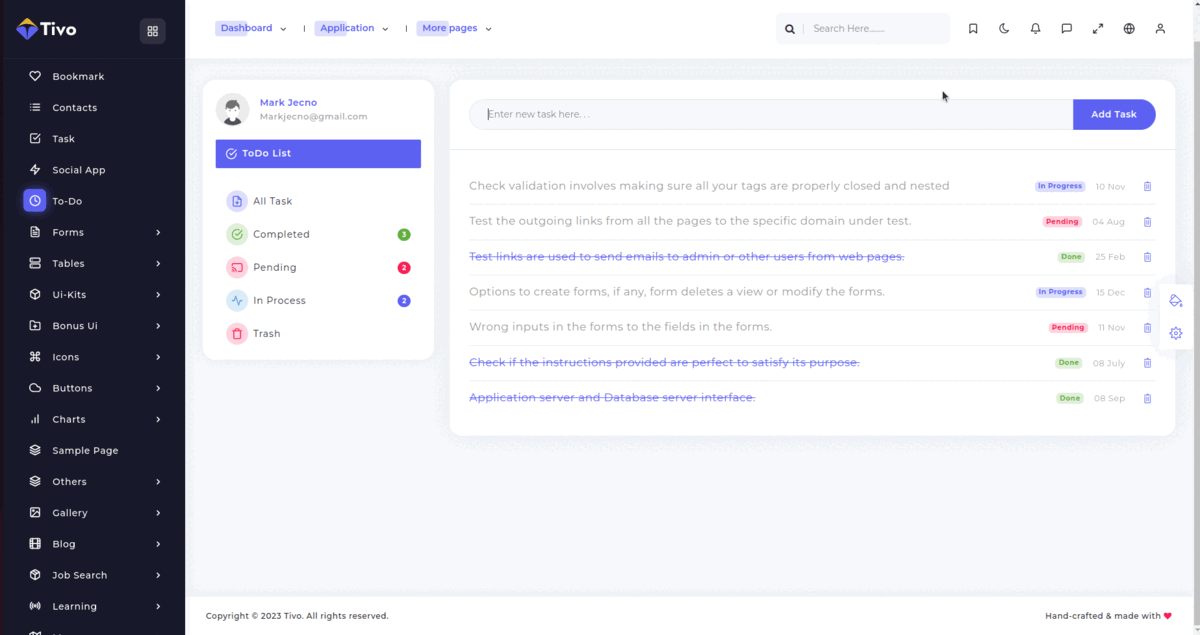 Tivo
Dashboard
Application
More pages
Search Here........
Bookmark
Contacts
Task
Social App
To-Do
Forms
Tables
Ui-Kits
Bonus Ui
Icons
Buttons
Charts
Sample Page
Others
Gallery
Blog
Job Search
Learning
Mark Jecno
Markjecno@gmail.com
ToDo List
All Task
Completed 3
Pending 2
In Process 2
Trash
Enter new task here. . .
Add Task
Check validation involves making sure all your tags are properly closed and nested In Progress 10 Nov
Test the outgoing links from all the pages to the specific domain under test. Pending 04 Aug
Test links are used to send emails to admin or other users from web pages. Done 25 Feb
Options to create forms, if any, form deletes a view or modify the forms. In Progress 15 Dec
Wrong inputs in the forms to the fields in the forms. Pending 11 Nov
Check if the instructions provided are perfect to satisfy its purpose. Done 08 July
Application server and Database server interface. Done 08 Sep
Copyright © 2023 Tivo. All rights reserved.
Hand-crafted & made with